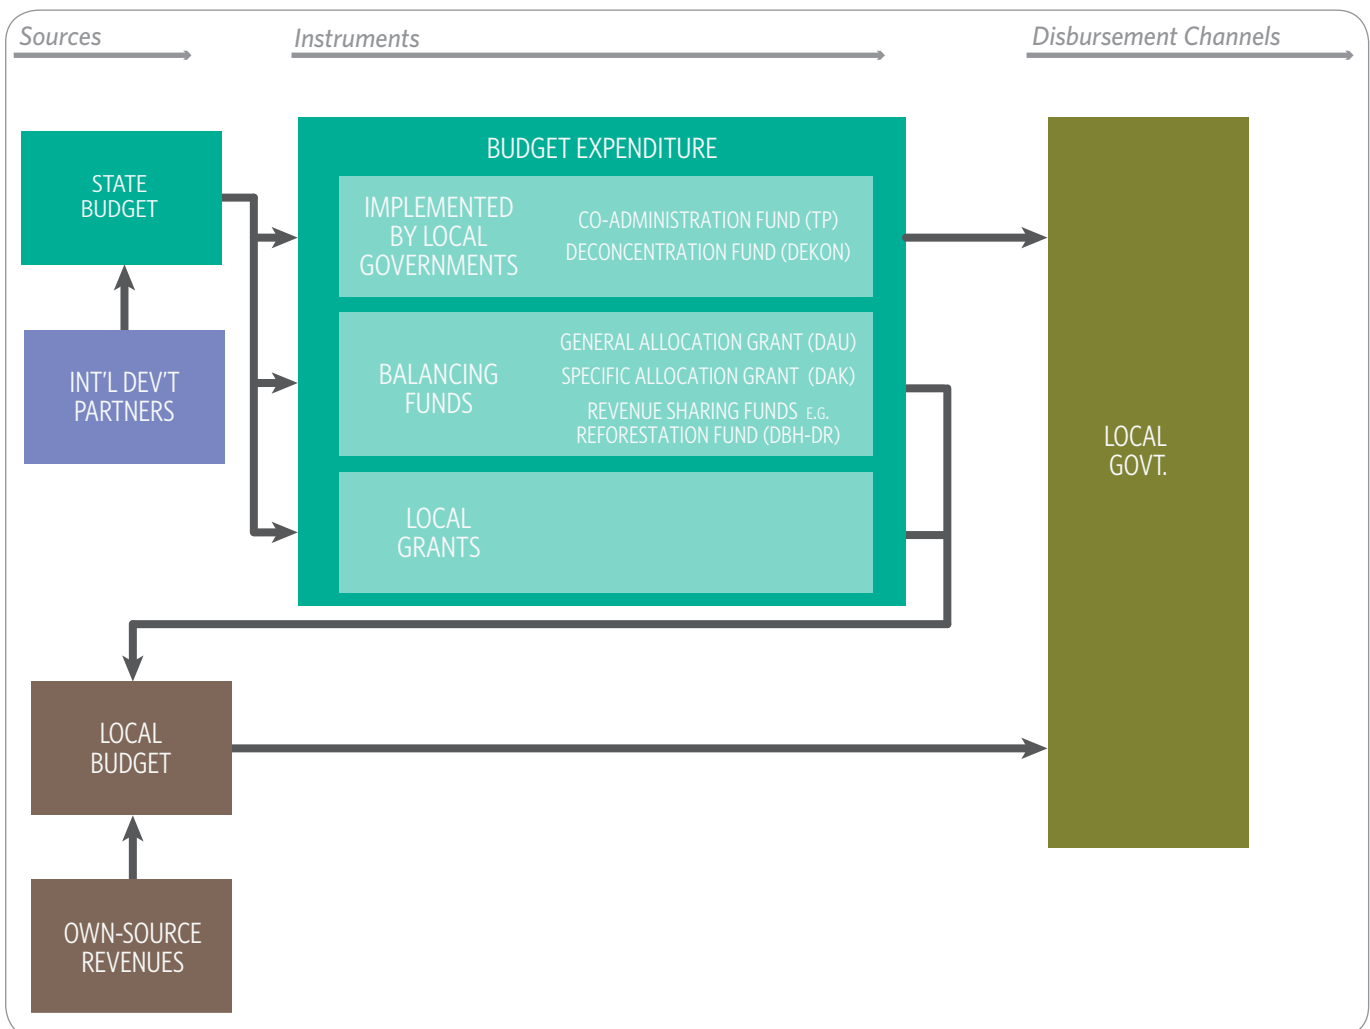 Sources
Instruments
Disbursement Channels
STATE
BUDGET
INT'L DEV'T
PARTNERS
BUDGET EXPENDITURE
IMPLEMENTED
BY LOCAL
GOVERNMENTS
CO-ADMINISTRATION FUND (TP)
DECONCENTRATION FUND (DEKON)
BALANCING
FUNDS
GENERAL ALLOCATION GRANT (DAU)
SPECIFIC ALLOCATION GRANT (DAK)
REVENUE SHARING FUNDS E.G.
REFORESTATION FUND (DBH-DR)
LOCAL
GRANTS
LOCAL
GOVT.
LOCAL
BUDGET
OWN-SOURCE
REVENUES